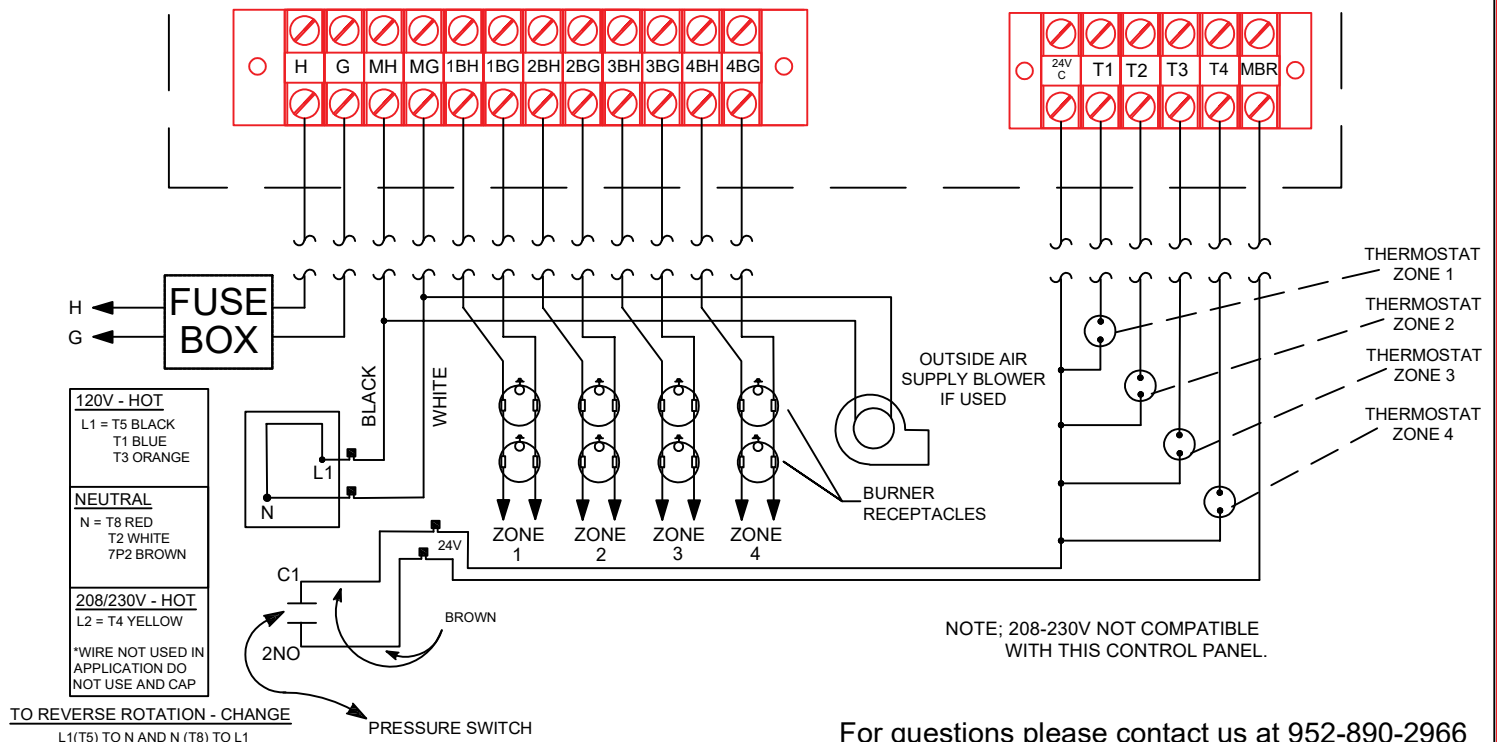 H G MH MG 1BH 1BG 2BH 2BG 3BH 3BG 4BH 4BG
24V
C
T1 T2 T3 T4 MBR
H
G
FUSE
BOX
BLACK
WHITE
OUTSIDE AIR
SUPPLY BLOWER
IF USED
THERMOSTAT
ZONE 1
THERMOSTAT
ZONE 2
THERMOSTAT
ZONE 3
THERMOSTAT
ZONE 4
120V - HOT
L1 = T5 BLACK
T1 BLUE
T3 ORANGE
NEUTRAL
N = T8 RED
T2 WHITE
7P2 BROWN
208/230V - HOT
L2 = T4 YELLOW
*WIRE NOT USED IN
APPLICATION DO
NOT USE AND CAP
TO REVERSE ROTATION - CHANGE
L1(T5) TO N AND N (T8) TO L1
L1
N
ZONE
1
ZONE
2
ZONE
3
ZONE
4
BURNER
RECEPTACLES
24V
C1
2NO
BROWN
PRESSURE SWITCH
NOTE; 208-230V NOT COMPATIBLE
WITH THIS CONTROL PANEL.
For questions please contact us at 952-890-2966